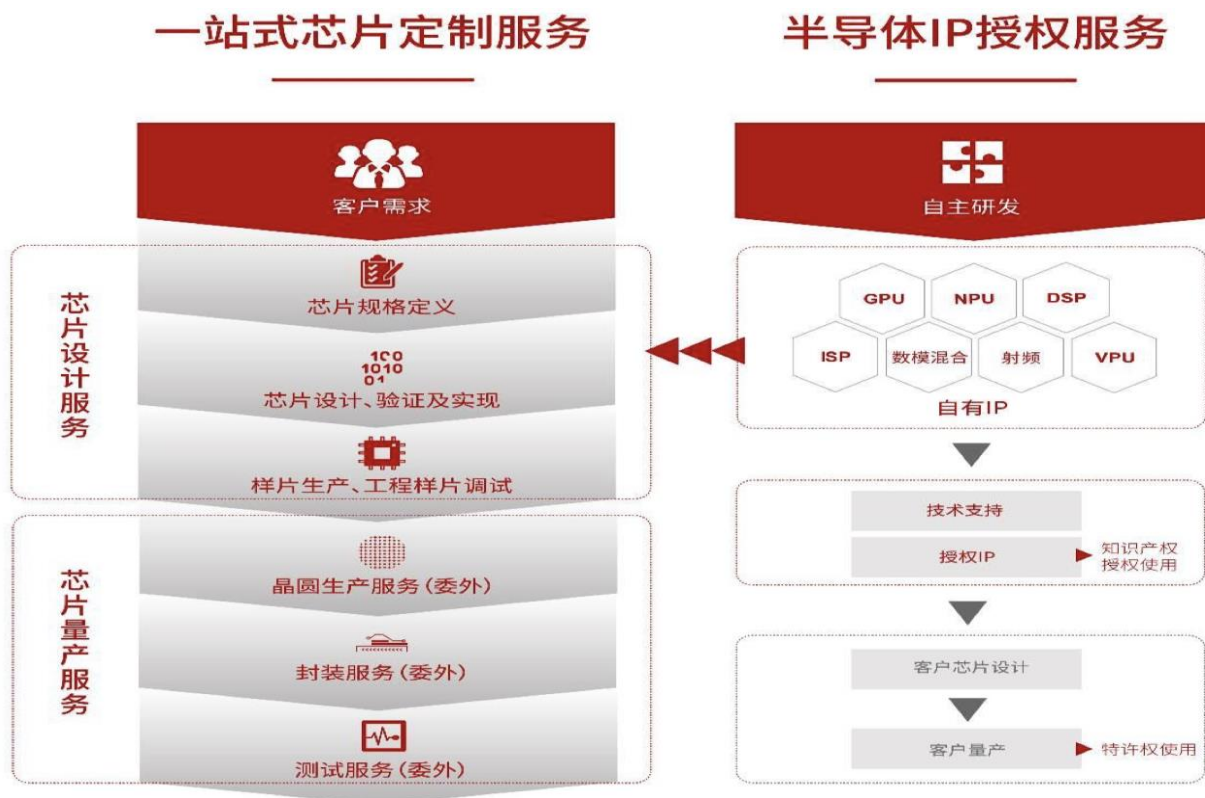 一站式芯片定制服务
客户需求
芯片设计服务
芯片规格定义
100
1010
01
芯片设计、验证及实现
样片生产、工程样片调试
芯片量产服务
晶圆生产服务(委外)
封装服务(委外)
测试服务(委外)
半导体IP授权服务
自主研发
GPU
NPU
DSP
ISP
数模混合
射频
VPU
自有IP
技术支持
授权IP
知识产权
授权使用
客户芯片设计
客户量产
特许权使用